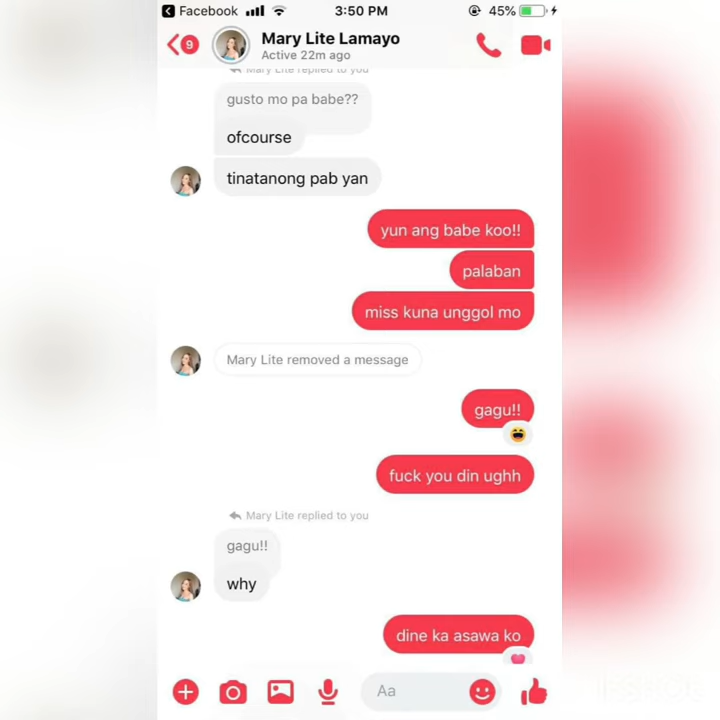 Facebook 3:50 PM 45%
9 Mary Lite Lamayo
Active 22m ago
Mary Lite replied to you
gusto mo pa babe??
ofcourse
tinatanong pab yan
yun ang babe koo!!
palaban
miss kuna unggol mo
Mary Lite removed a message
gagu!!
fuck you din ughh
Mary Lite replied to you
gagu!!
why
dine ka asawa ko
Aa